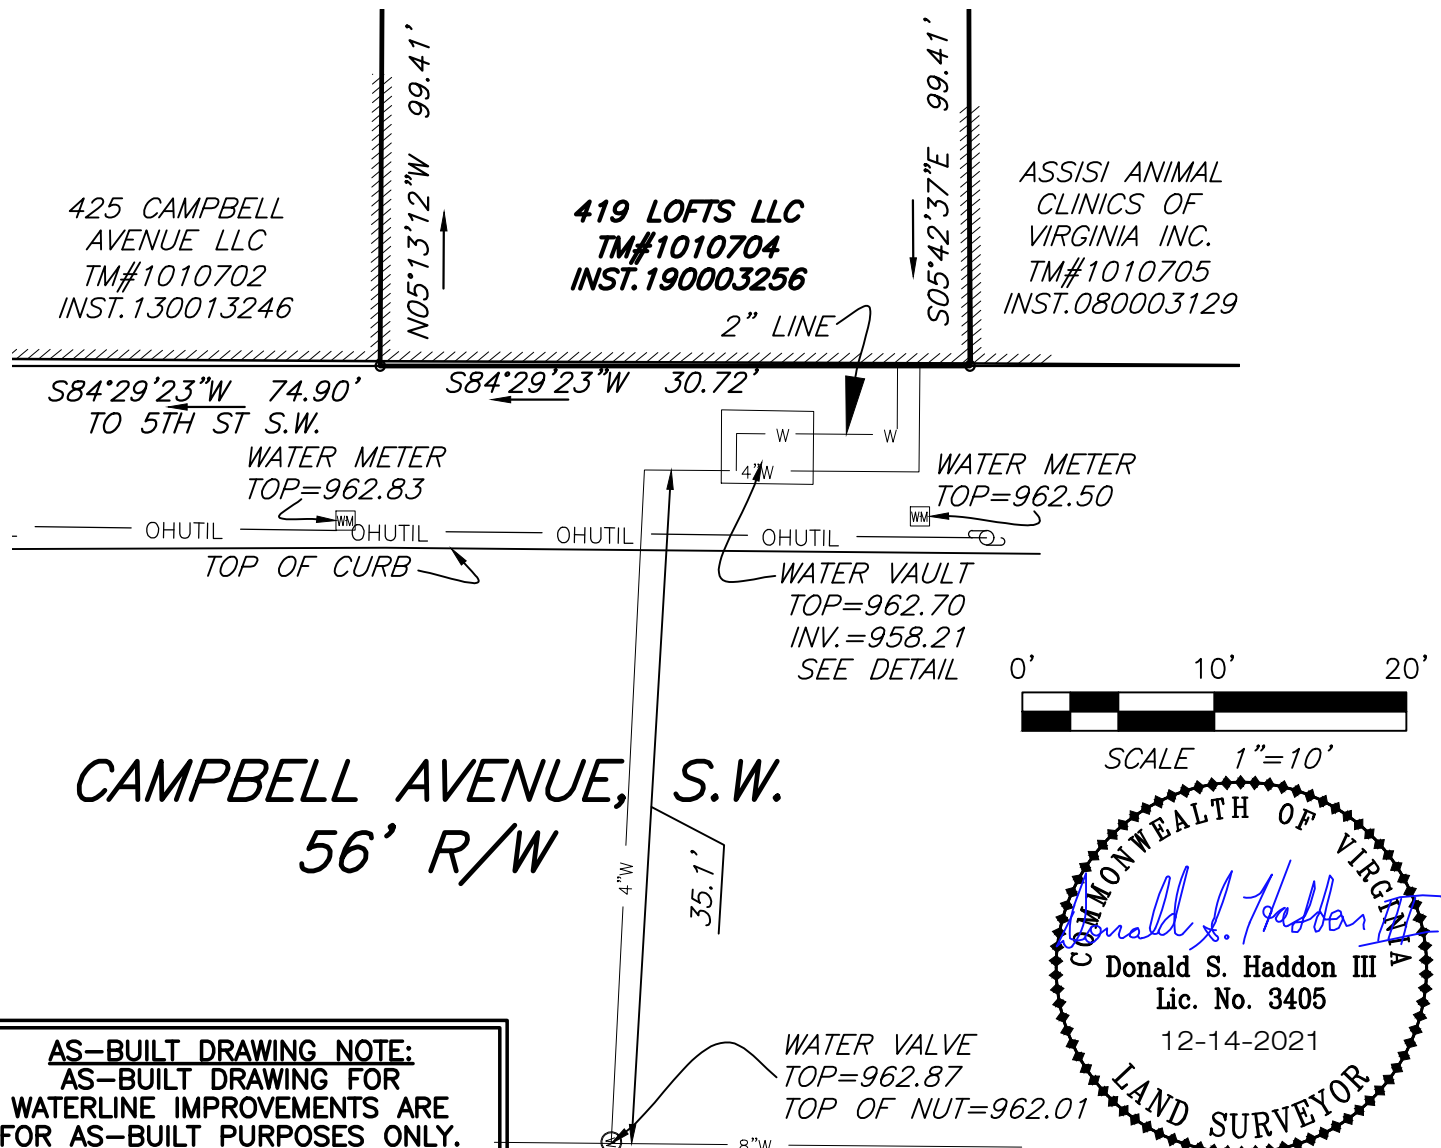 99.41'
N05°13'12"W
99.41'
S05°42'37"E
425 CAMPBELL
AVENUE LLC
TM#1010702
INST.130013246
419 LOFTS LLC
TM#1010704
INST.190003256
ASSISI ANIMAL
CLINICS OF
VIRGINIA INC.
TM#1010705
INST.080003129
2" LINE
S84°29'23"W 74.90'
TO 5TH ST S.W.
S84°29'23"W 30.72'
WATER METER
TOP=962.83
WM
W
W
4"W
WATER METER
TOP=962.50
WM
OHUTIL
OHUTIL
OHUTIL
OHUTIL
TOP OF CURB
WATER VAULT
TOP=962.70
INV.=958.21
SEE DETAIL
0' 10' 20'
SCALE 1"=10'
CAMPBELL AVENUE, S.W.
56' R/W
4"W
35.1'
COMMONWEALTH OF VIRGINIA
Donald S. Haddon III
Donald S. Haddon III
Lic. No. 3405
12-14-2021
LAND SURVEYOR
AS-BUILT DRAWING NOTE:
AS-BUILT DRAWING FOR
WATERLINE IMPROVEMENTS ARE
FOR AS-BUILT PURPOSES ONLY.
WATER VALVE
TOP=962.87
TOP OF NUT=962.01
8"W